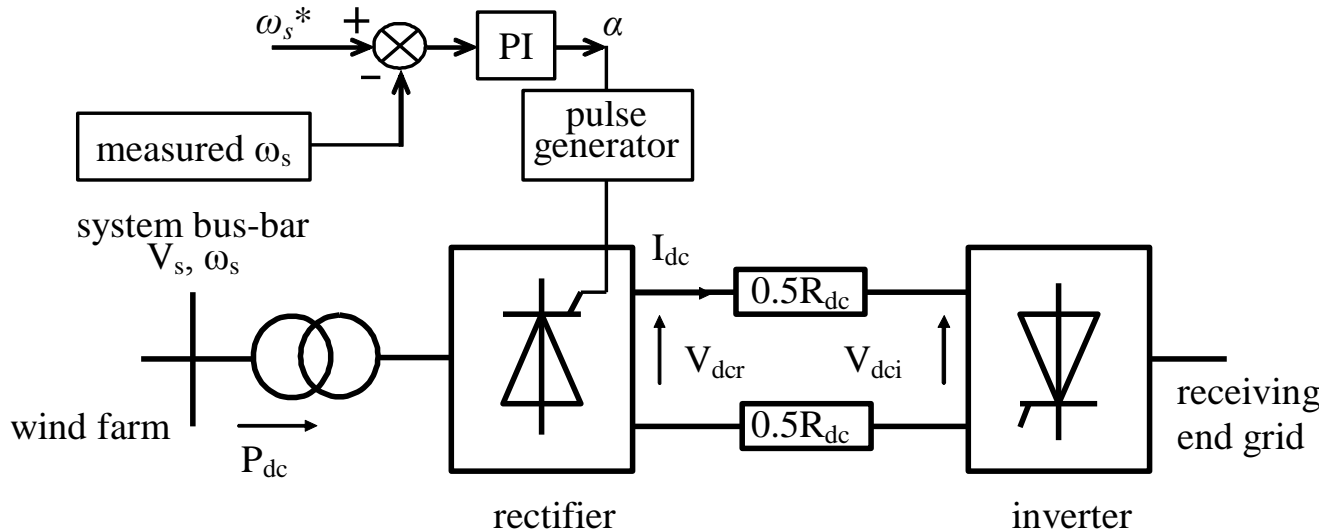 ωs*
+
−
PI
α
measured ωs
pulse
generator
system bus-bar
Vs, ωs
Idc
0.5Rdc
Vdcr
Vdci
0.5Rdc
wind farm
Pdc
receiving
end grid
rectifier
inverter